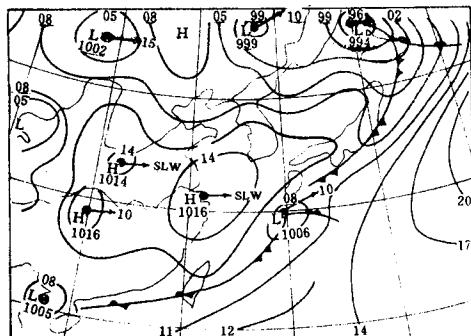 08 05 L 1002 15 H 05 08 99 L 999 10 99 96 L 994 02
08 05
L
14 H 1014 SLW 14
H 1016 10 H 1016 SLW
08 L 1006 10
20
17
08 L 1005
11 12 14